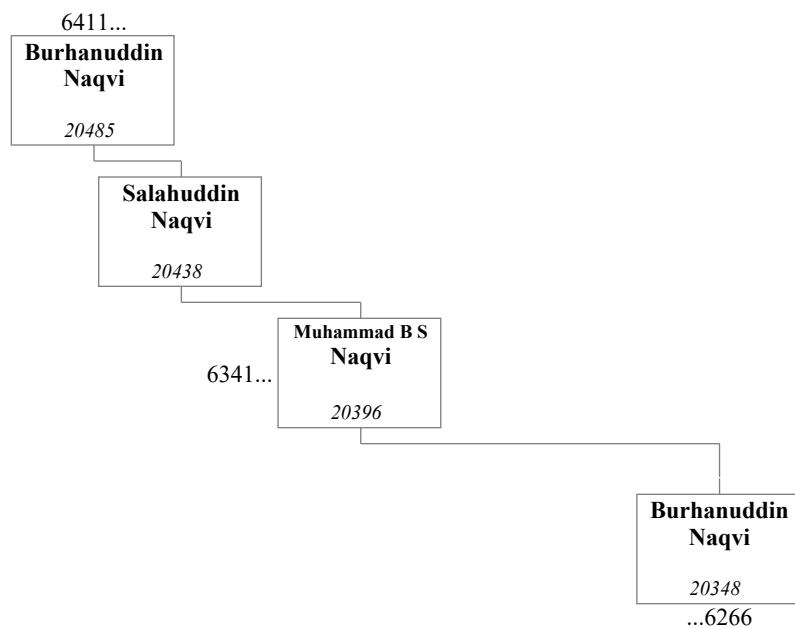 6411...
Burhanuddin
Naqvi
20485
Salahuddin
Naqvi
20438
Muhammad B S
Naqvi
6341...
20396
Burhanuddin
Naqvi
20348
...6266